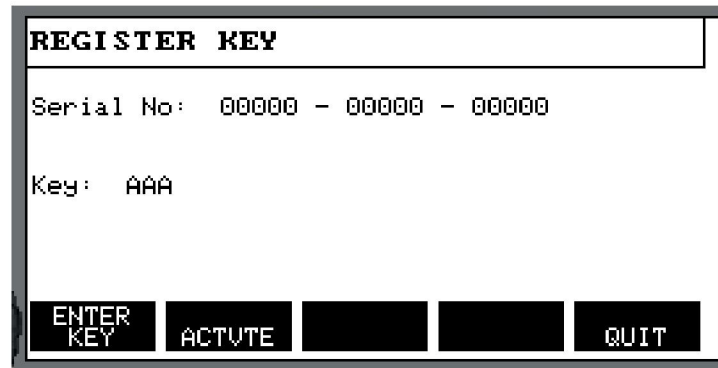 REGISTER KEY
Serial No: 00000 - 00000 - 00000
Key: AAA
ENTER
KEY
ACTVTE
QUIT